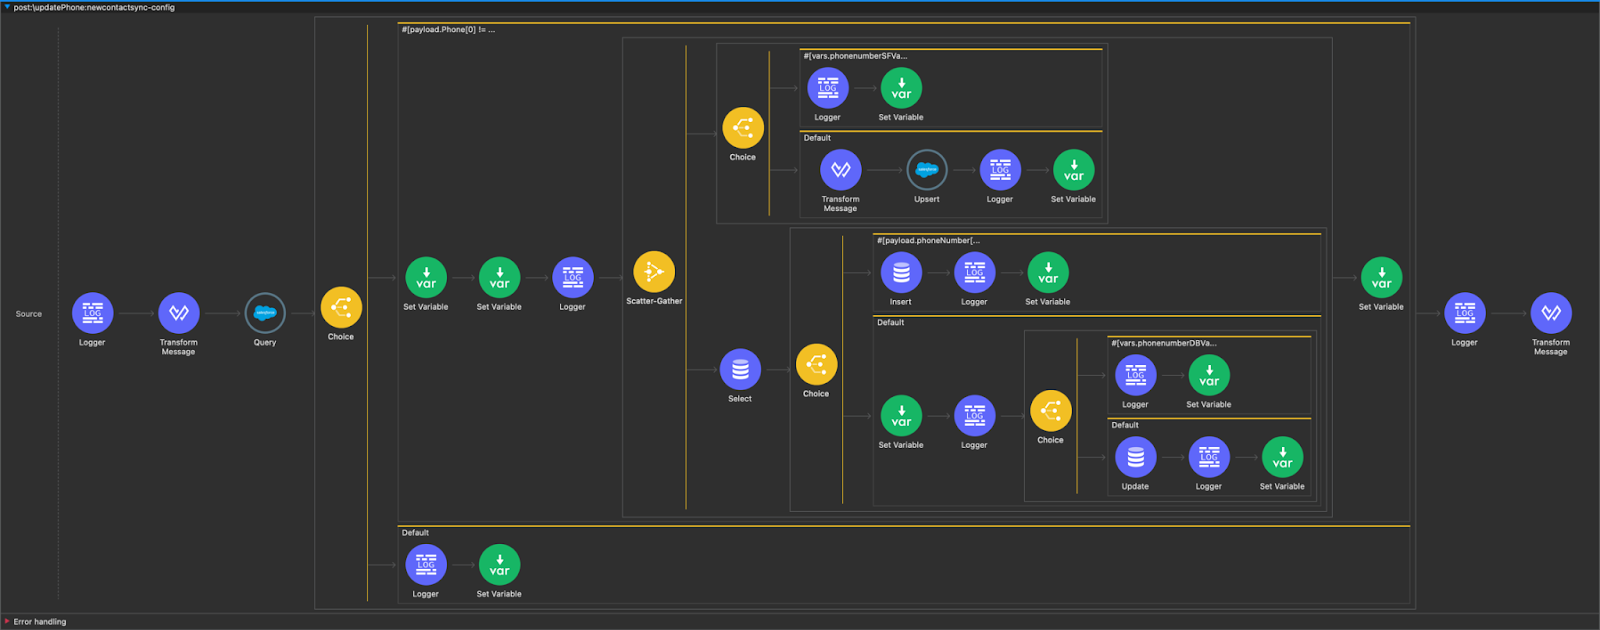 post:\updatePhone:newcontactsync-config
#[payload.Phone[0] != ...
#[vars.phonenumberSFVa...
LOG
var
Logger
Set Variable
Choice
Default
salesforce
LOG
var
Transform
Message
Upsert
Logger
Set Variable
#[payload.phoneNumber[...
LOG
var
Insert
Logger
Set Variable
var
var
LOG
Set Variable
Set Variable
Logger
Scatter-Gather
var
Set Variable
Source
LOG
salesforce
Logger
Transform
Message
Query
Choice
LOG
Logger
Transform
Message
Default
#[vars.phonenumberDBVa...
LOG
var
Logger
Set Variable
Select
Choice
var
LOG
Set Variable
Logger
Choice
Default
LOG
var
Update
Logger
Set Variable
Default
LOG
var
Logger
Set Variable
Error handling